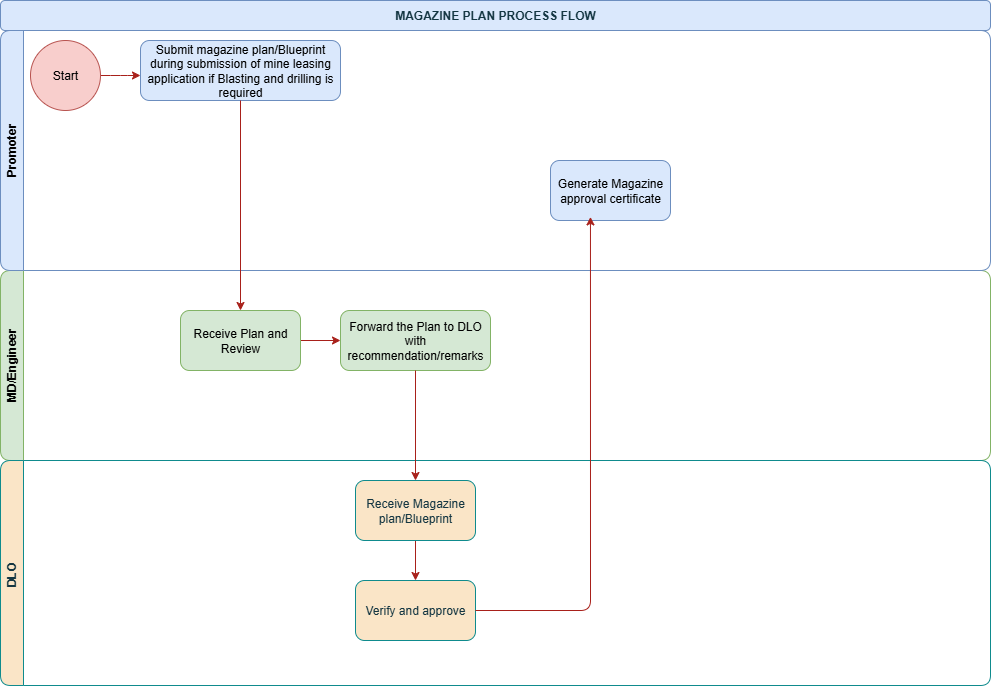 MAGAZINE PLAN PROCESS FLOW
Promoter
Start
Submit magazine plan/Blueprint
during submission of mine leasing
application if Blasting and drilling is
required
Generate Magazine
approval certificate
MD/Engineer
Receive Plan and
Review
Forward the Plan to DLO
with
recommendation/remarks
DLO
Receive Magazine
plan/Blueprint
Verify and approve